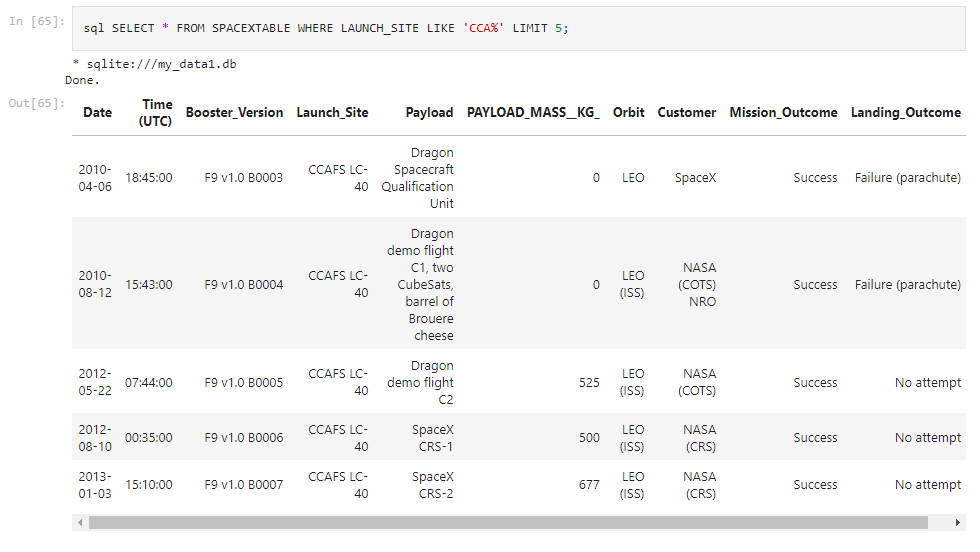 In [65]:
sql SELECT * FROM SPACEXTABLE WHERE LAUNCH_SITE LIKE 'CCA%' LIMIT 5;
* sqlite:///my_data1.db
Done.
Out[65]:
Date Time (UTC) Booster_Version Launch_Site Payload PAYLOAD_MASS__KG_ Orbit Customer Mission_Outcome Landing_Outcome
2010-04-06 18:45:00 F9 v1.0 B0003 CCAFS LC-40 Dragon Spacecraft Qualification Unit 0 LEO SpaceX Success Failure (parachute)
2010-08-12 15:43:00 F9 v1.0 B0004 CCAFS LC-40 Dragon demo flight C1, two CubeSats, barrel of Brouere cheese 0 LEO (ISS) NASA (COTS) NRO Success Failure (parachute)
2012-05-22 07:44:00 F9 v1.0 B0005 CCAFS LC-40 Dragon demo flight C2 525 LEO (ISS) NASA (COTS) Success No attempt
2012-08-10 00:35:00 F9 v1.0 B0006 CCAFS LC-40 SpaceX CRS-1 500 LEO (ISS) NASA (CRS) Success No attempt
2013-01-03 15:10:00 F9 v1.0 B0007 CCAFS LC-40 SpaceX CRS-2 677 LEO (ISS) NASA (CRS) Success No attempt